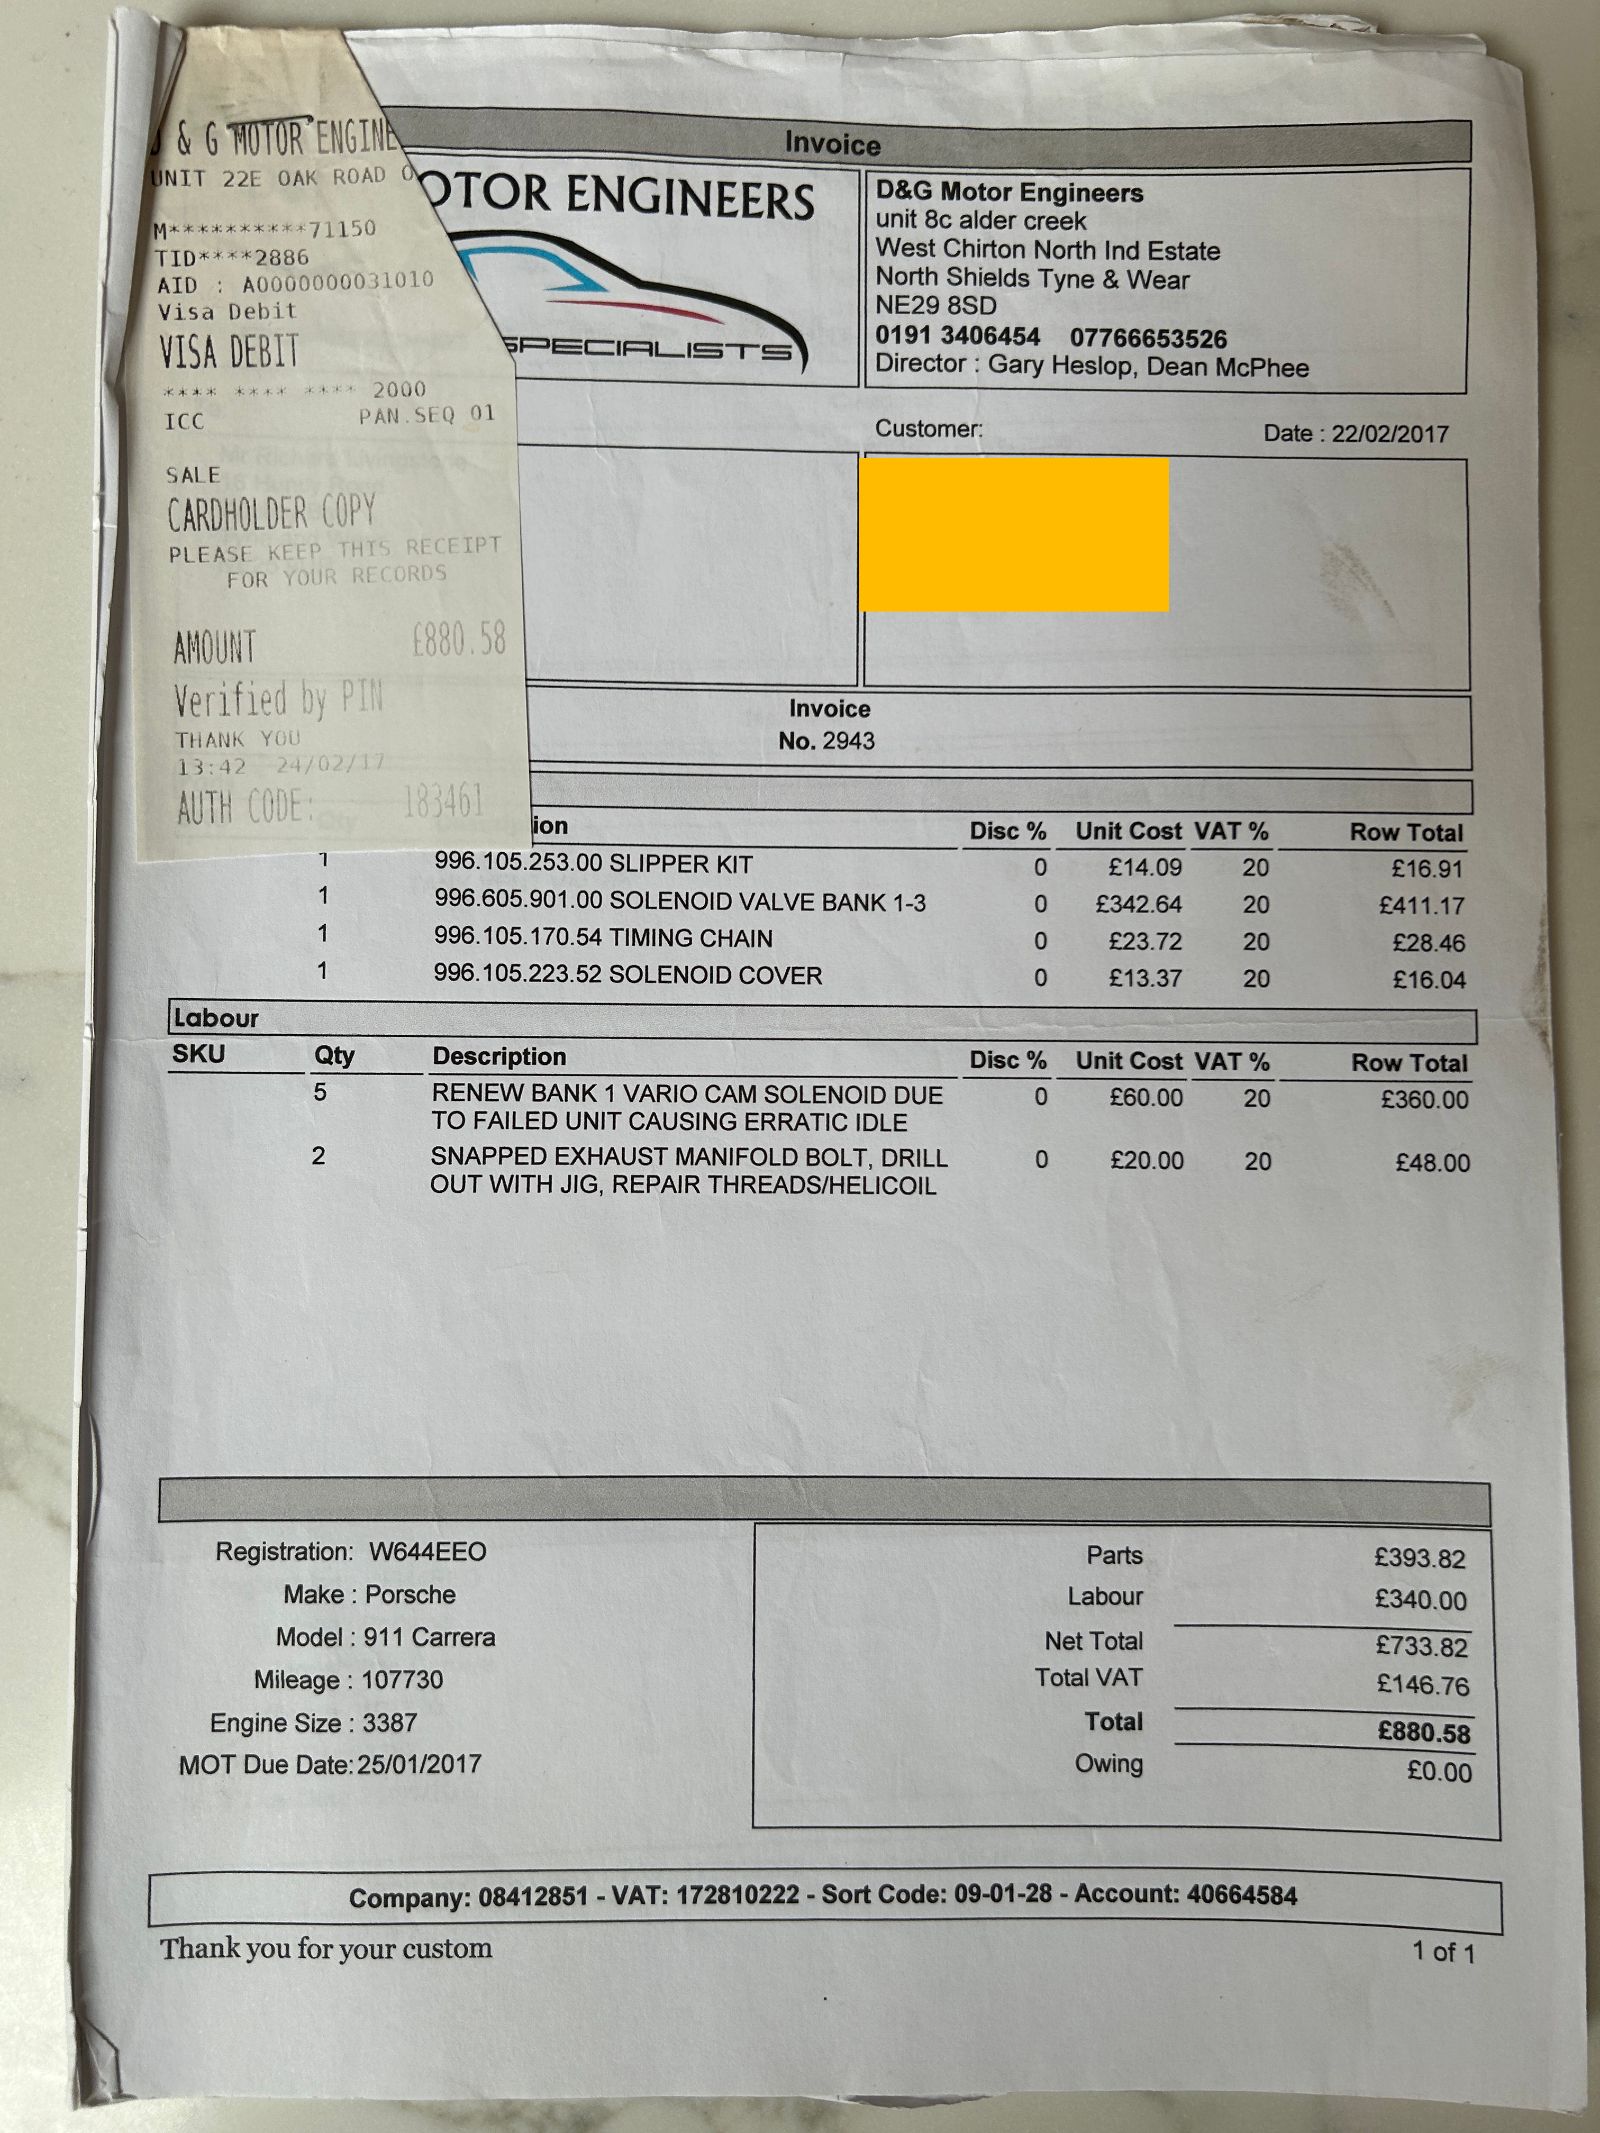 & G MOTOR ENGINE
UNIT 22E OAK ROAD
M**********71150
TID****2886
AID : A0000000031010
Visa Debit
VISA DEBIT
**** **** **** 2000
ICC PAN.SEQ 01
SALE
CARDHOLDER COPY
PLEASE KEEP THIS RECEIPT
FOR YOUR RECORDS
AMOUNT £880.58
Verified by PIN
THANK YOU
13:42 24/02/17
AUTH CODE: 183461
Invoice
OTOR ENGINEERS
SPECIALISTS
D&G Motor Engineers
unit 8c alder creek
West Chirton North Ind Estate
North Shields Tyne & Wear
NE29 8SD
0191 3406454 07766653526
Director : Gary Heslop, Dean McPhee
Customer: Date : 22/02/2017
Invoice
No. 2943
ion Disc % Unit Cost VAT % Row Total
1 996.105.253.00 SLIPPER KIT 0 £14.09 20 £16.91
1 996.605.901.00 SOLENOID VALVE BANK 1-3 0 £342.64 20 £411.17
1 996.105.170.54 TIMING CHAIN 0 £23.72 20 £28.46
1 996.105.223.52 SOLENOID COVER 0 £13.37 20 £16.04
Labour
SKU Qty Description Disc % Unit Cost VAT % Row Total
5 RENEW BANK 1 VARIO CAM SOLENOID DUE 0 £60.00 20 £360.00
TO FAILED UNIT CAUSING ERRATIC IDLE
2 SNAPPED EXHAUST MANIFOLD BOLT, DRILL 0 £20.00 20 £48.00
OUT WITH JIG, REPAIR THREADS/HELICOIL
Registration: W644EEO
Make : Porsche
Model : 911 Carrera
Mileage : 107730
Engine Size : 3387
MOT Due Date: 25/01/2017
Parts £393.82
Labour £340.00
Net Total £733.82
Total VAT £146.76
Total £880.58
Owing £0.00
Company: 08412851 - VAT: 172810222 - Sort Code: 09-01-28 - Account: 40664584
Thank you for your custom
1 of 1